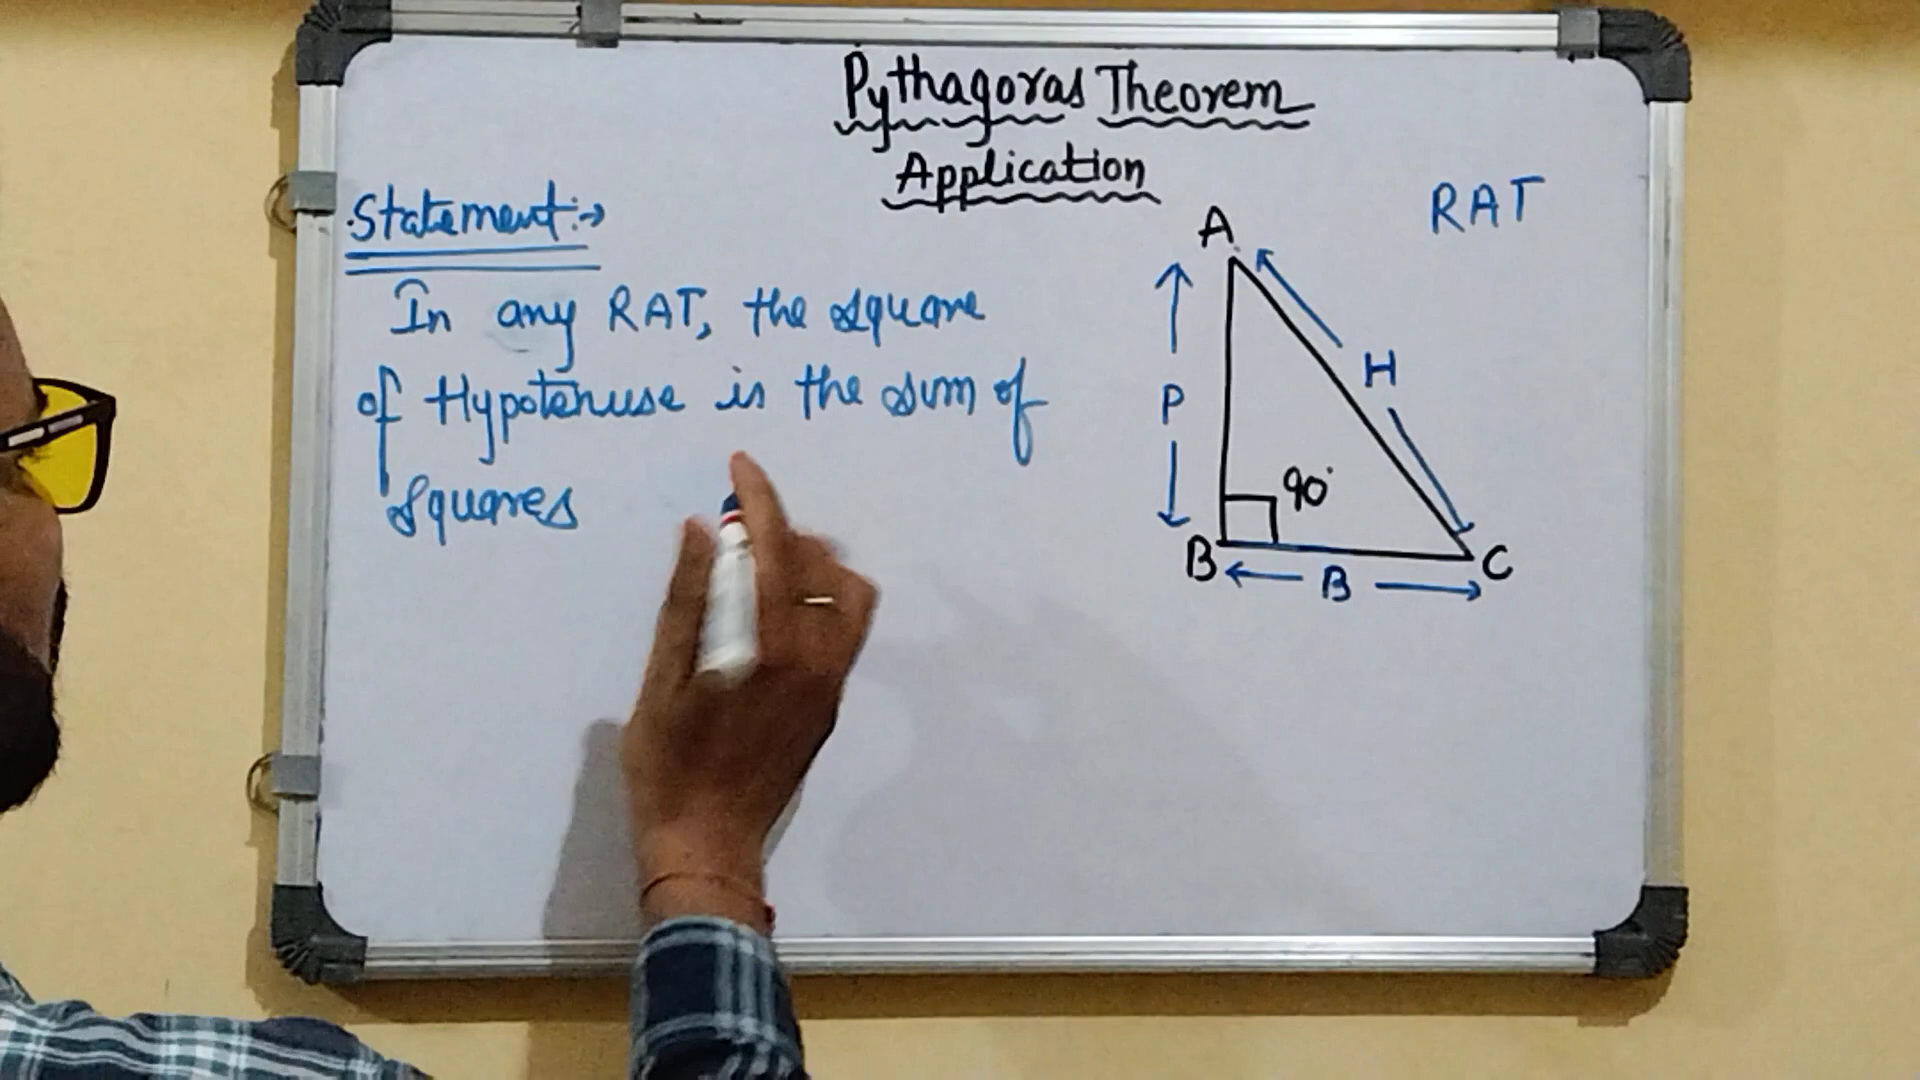 Pythagoras Theorem
Application
Statement:→
RAT
In any RAT, the square
of Hypotenuse is the sum of
squares
A
P
H
90°
B
B
C